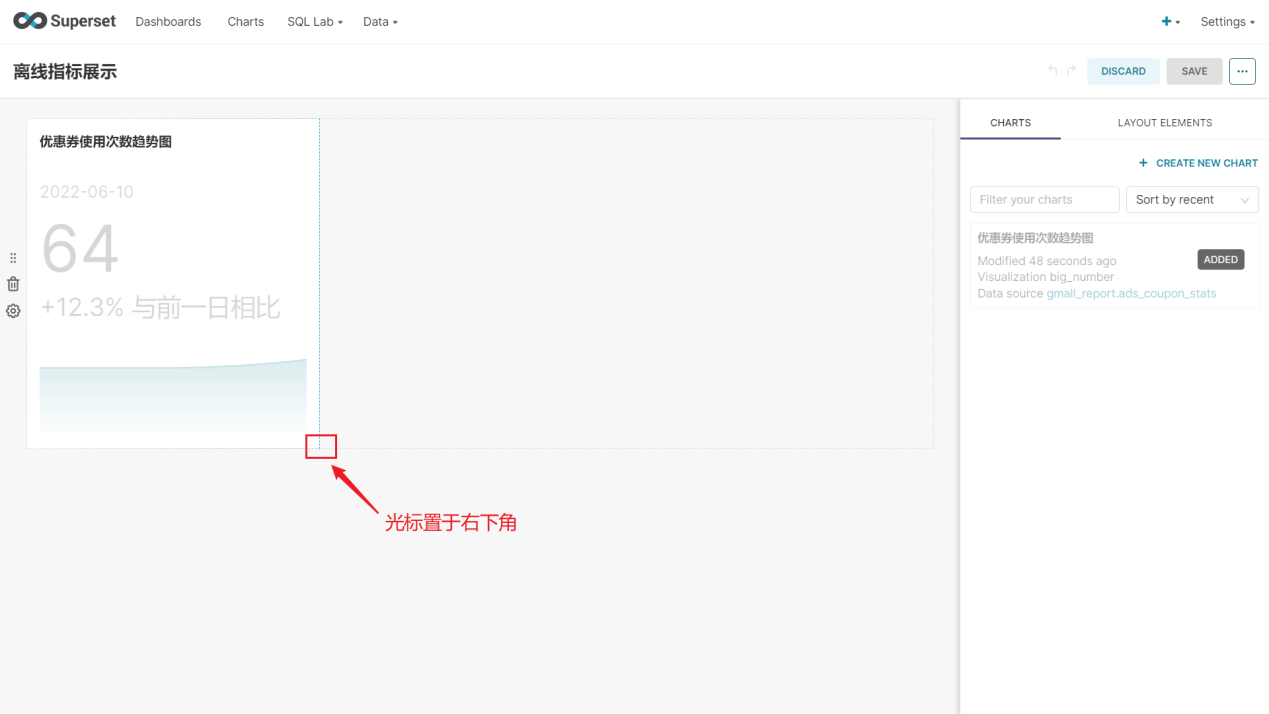 Superset Dashboards Charts SQL Lab Data Settings
离线指标展示 DISCARD SAVE
CHARTS LAYOUT ELEMENTS
优惠券使用次数趋势图
+ CREATE NEW CHART
2022-06-10
Filter your charts Sort by recent
64
优惠券使用次数趋势图
Modified 48 seconds ago ADDED
Visualization big_number
Data source gmall_report.ads_coupon_stats
+12.3% 与前一日相比
光标置于右下角